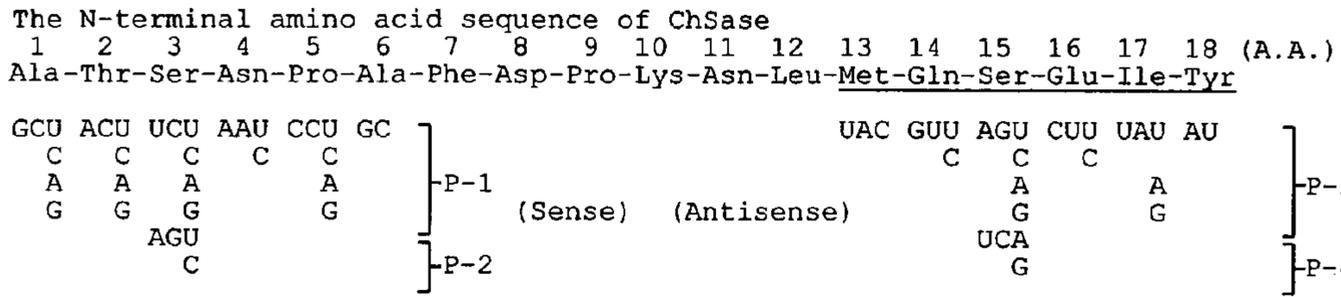 The N-terminal amino acid sequence of ChSase
1 2 3 4 5 6 7 8 9 10 11 12 13 14 15 16 17 18 (A.A.)
Ala-Thr-Ser-Asn-Pro-Ala-Phe-Asp-Pro-Lys-Asn-Leu-Met-Gln-Ser-Glu-Ile-Tyr
GCU ACU UCU AAU CCU GC UAC GUU AGU CUU UAU AU
C C C C C C C C
A A A A P-1 A A P-
G G G G (Sense) (Antisense) G G
AGU UCA
C P-2 G P-